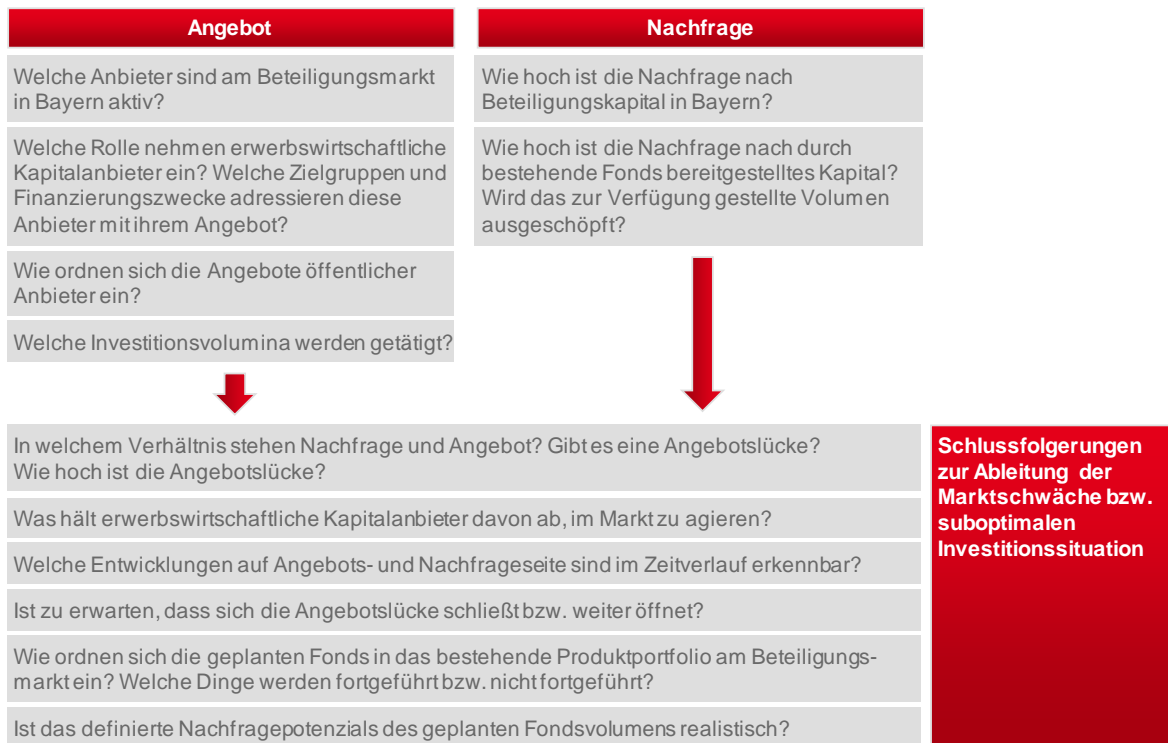 Angebot
Welche Anbieter sind am Beteiligungsmarkt
in Bayern aktiv?
Welche Rolle nehmen erwerbswirtschaftliche
Kapitalanbieter ein? Welche Zielgruppen und
Finanzierungszwecke adressieren diese
Anbieter mit ihrem Angebot?
Wie ordnen sich die Angebote öffentlicher
Anbieter ein?
Welche Investitionsvolumina werden getätigt?
Nachfrage
Wie hoch ist die Nachfrage nach
Beteiligungskapital in Bayern?
Wie hoch ist die Nachfrage nach durch
bestehende Fonds bereitgestelltes Kapital?
Wird das zur Verfügung gestellte Volumen
ausgeschöpft?
In welchem Verhältnis stehen Nachfrage und Angebot? Gibt es eine Angebotslücke?
Wie hoch ist die Angebotslücke?
Was hält erwerbswirtschaftliche Kapitalanbieter davon ab, im Markt zu agieren?
Welche Entwicklungen auf Angebots- und Nachfrageseite sind im Zeitverlauf erkennbar?
Ist zu erwarten, dass sich die Angebotslücke schließt bzw. weiter öffnet?
Wie ordnen sich die geplanten Fonds in das bestehende Produktportfolio am Beteiligungs-
markt ein? Welche Dinge werden fortgeführt bzw. nicht fortgeführt?
Ist das definierte Nachfragepotenzials des geplanten Fondsvolumens realistisch?
Schlussfolgerungen
zur Ableitung der
Marktschwäche bzw.
suboptimalen
Investitionssituation